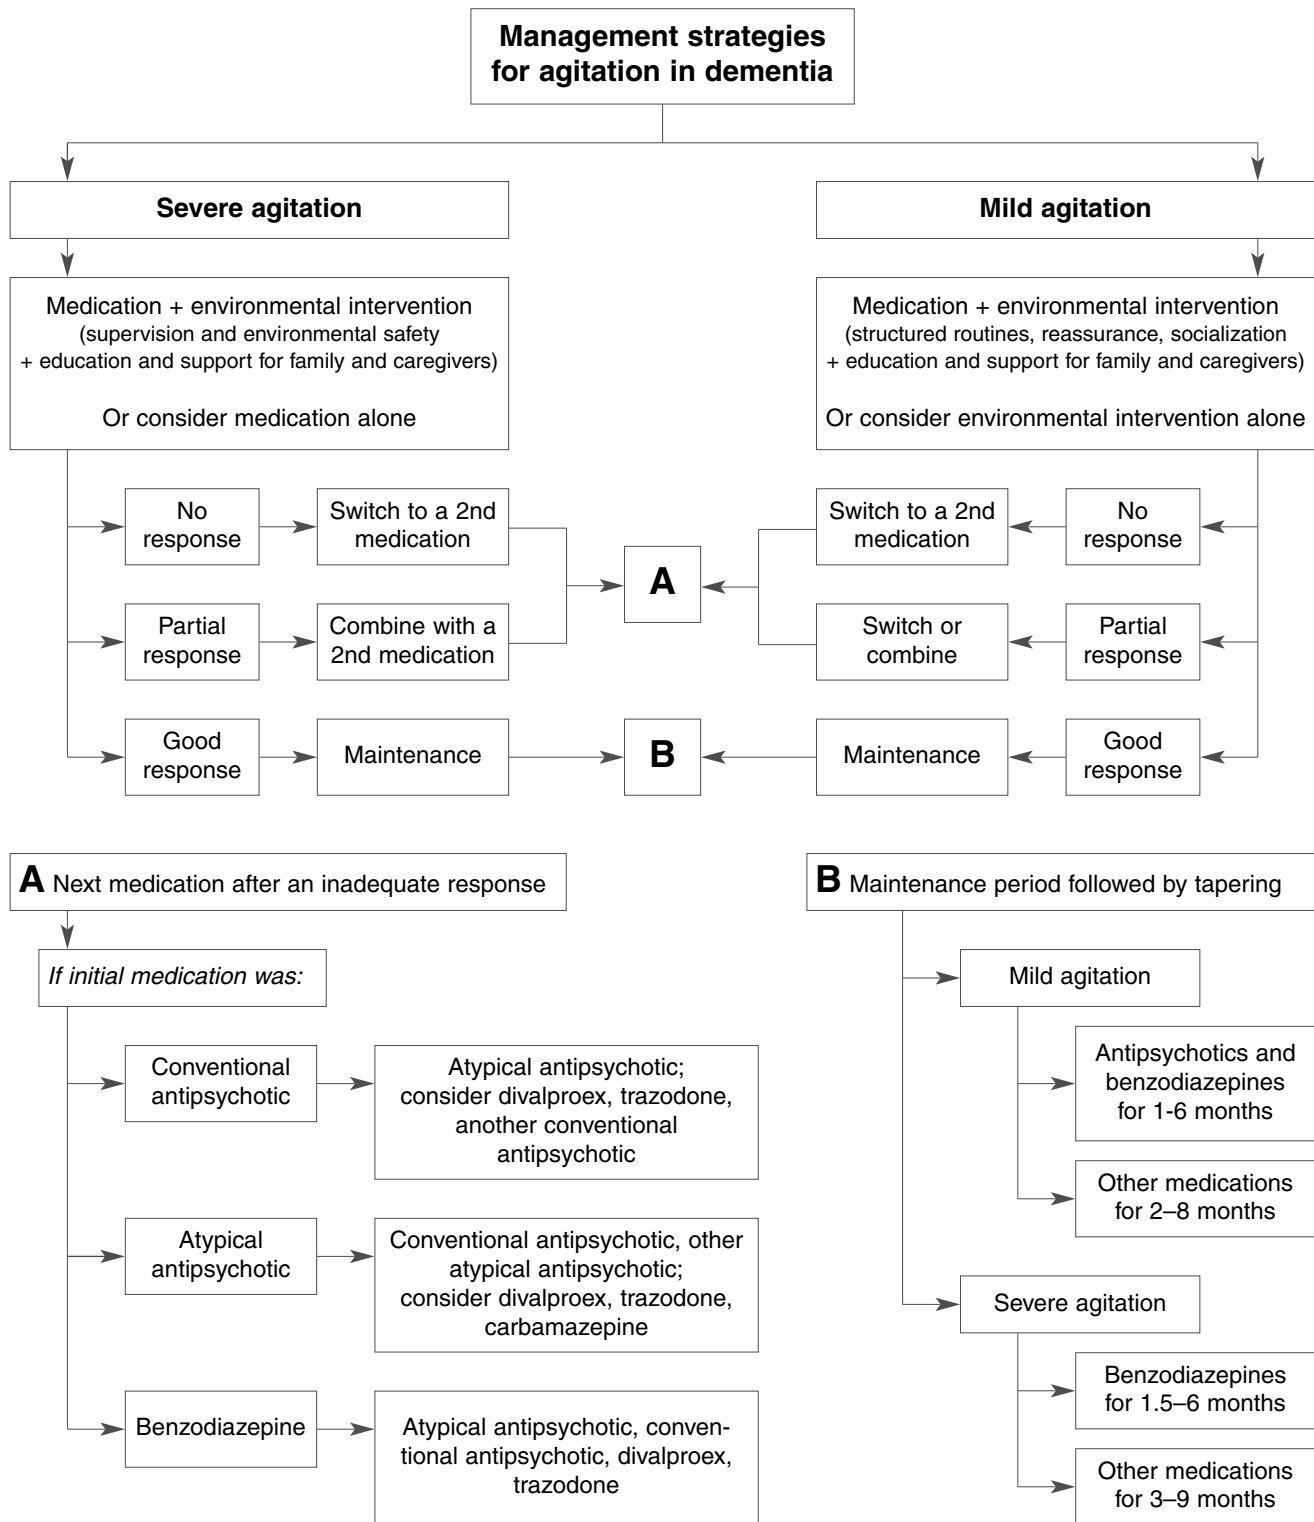 Management strategies
for agitation in dementia
Severe agitation
Mild agitation
Medication + environmental intervention
(supervision and environmental safety
+ education and support for family and caregivers)
Or consider medication alone
Medication + environmental intervention
(structured routines, reassurance, socialization
+ education and support for family and caregivers)
Or consider environmental intervention alone
No
response
Switch to a 2nd
medication
Partial
response
Combine with a
2nd medication
Good
response
Maintenance
A
B
Switch to a 2nd
medication
No
response
Switch or
combine
Partial
response
Maintenance
Good
response
A Next medication after an inadequate response
If initial medication was:
Conventional
antipsychotic
Atypical antipsychotic;
consider divalproex, trazodone,
another conventional
antipsychotic
Atypical
antipsychotic
Conventional antipsychotic, other
atypical antipsychotic;
consider divalproex, trazodone,
carbamazepine
Benzodiazepine
Atypical antipsychotic, conven-
tional antipsychotic, divalproex,
trazodone
B Maintenance period followed by tapering
Mild agitation
Antipsychotics and
benzodiazepines
for 1-6 months
Other medications
for 2–8 months
Severe agitation
Benzodiazepines
for 1.5–6 months
Other medications
for 3–9 months